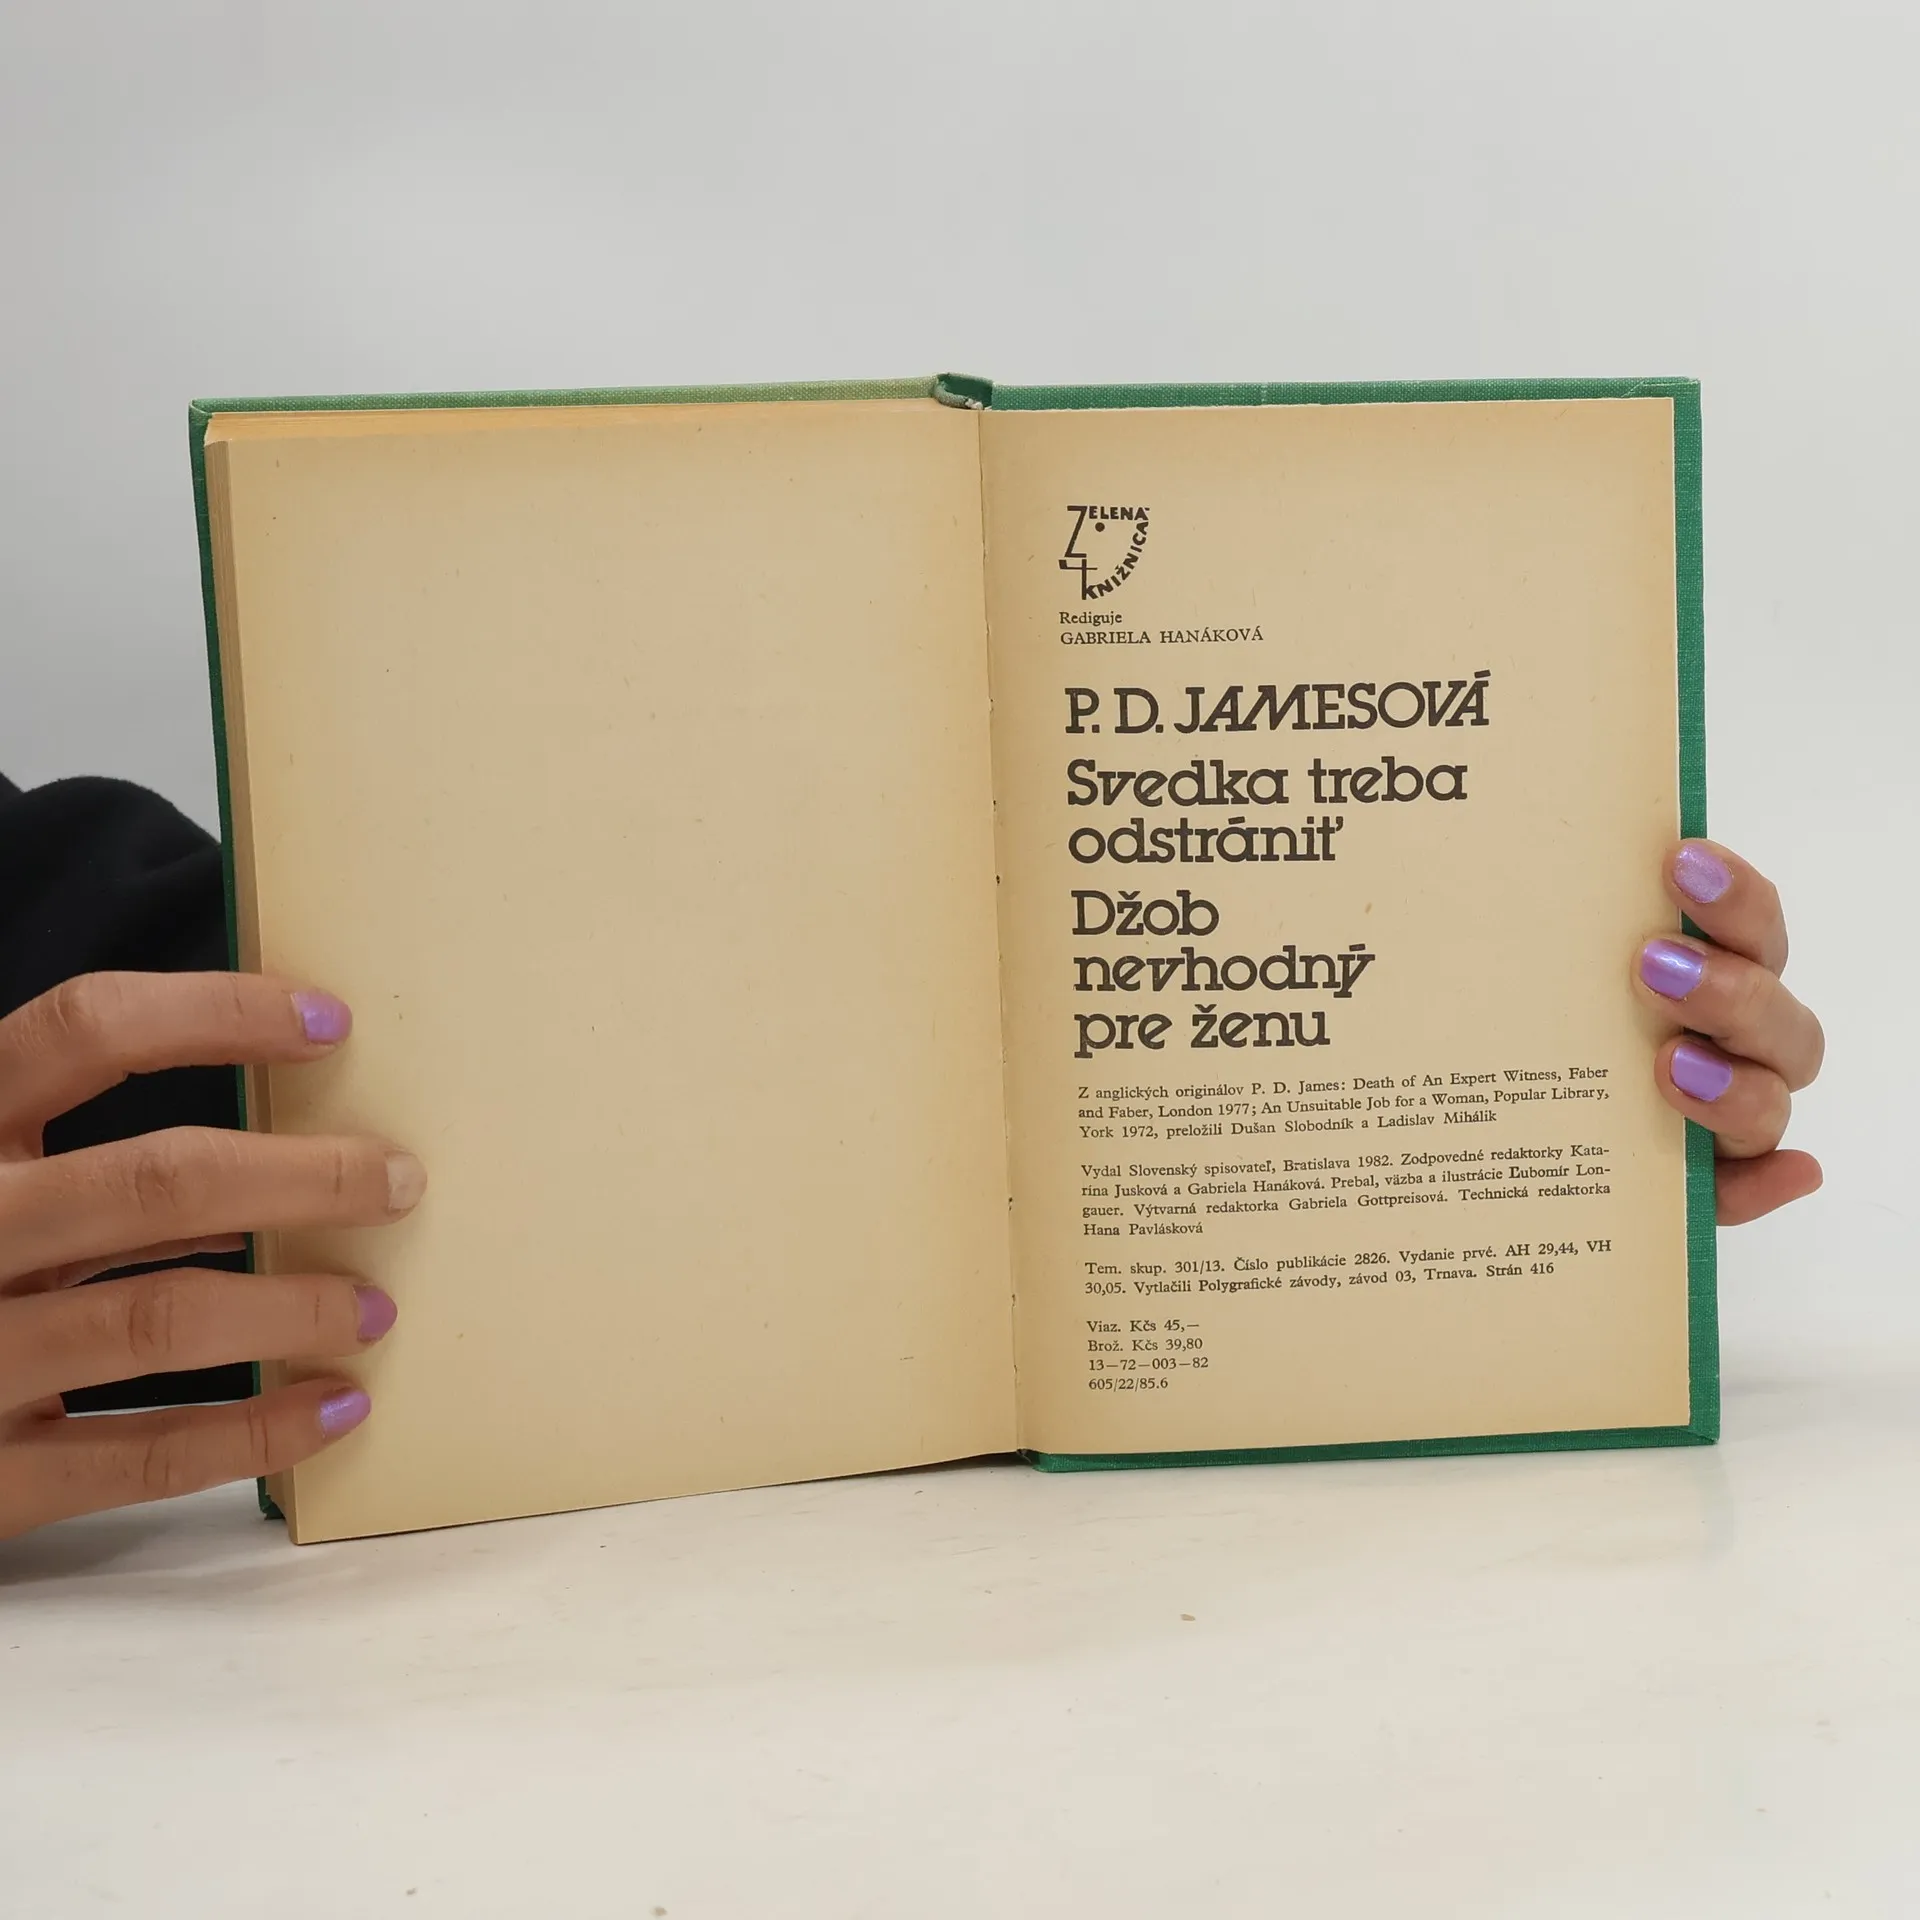 ZELENÁ
KNIŽNICA
Rediguje
GABRIELA HANÁKOVÁ
P. D. JAMESOVÁ
Svedka treba
odstrániť
Džob
nevhodný
pre ženu
Z anglických originálov P. D. James: Death of An Expert Witness, Faber
and Faber, London 1977; An Unsuitable Job for a Woman, Popular Library,
York 1972, preložili Dušan Slobodník a Ladislav Mihálik
Vydal Slovenský spisovateľ, Bratislava 1982. Zodpovedné redaktorky Kata-
rína Jusková a Gabriela Hanáková. Prebal, väzba a ilustrácie Ľubomír Lon-
gauer. Výtvarná redaktorka Gabriela Gottpreisová. Technická redaktorka
Hana Pavlásková
Tem. skup. 301/13. Číslo publikácie 2826. Vydanie prvé. AH 29,44, VH
30,05. Vytlačili Polygrafické závody, závod 03, Trnava. Strán 416
Viaz. Kčs 45,—
Brož. Kčs 39,80
13—72—003—82
605/22/85.6